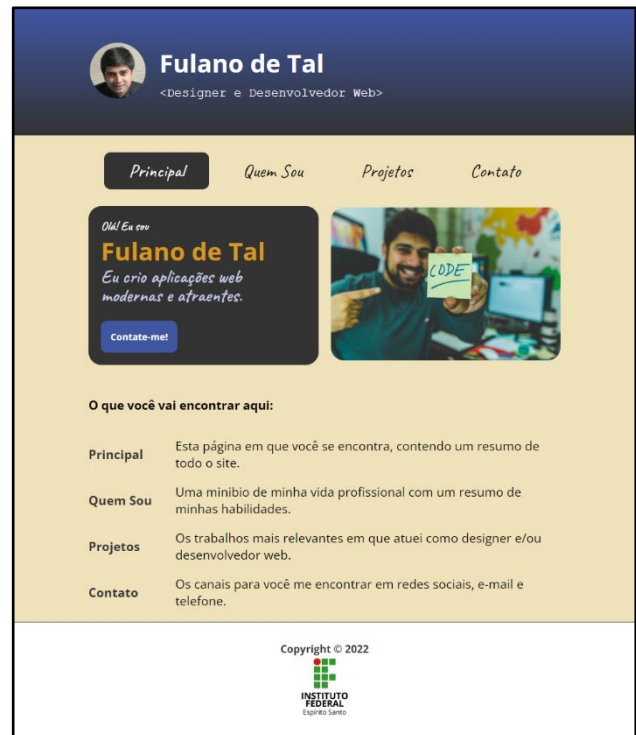 Fulano de Tal
<Designer e Desenvolvedor Web>
Principal
Quem Sou
Projetos
Contato
Olá! Eu sou
Fulano de Tal
Eu crio aplicações web
modernas e atraentes.
Contate-me!
CODE
O que você vai encontrar aqui:
Principal
Esta página em que você se encontra, contendo um resumo de
todo o site.
Quem Sou
Uma minibio de minha vida profissional com um resumo de
minhas habilidades.
Projetos
Os trabalhos mais relevantes em que atuei como designer e/ou
desenvolvedor web.
Contato
Os canais para você me encontrar em redes sociais, e-mail e
telefone.
Copyright © 2022
INSTITUTO
FEDERAL
Espírito Santo